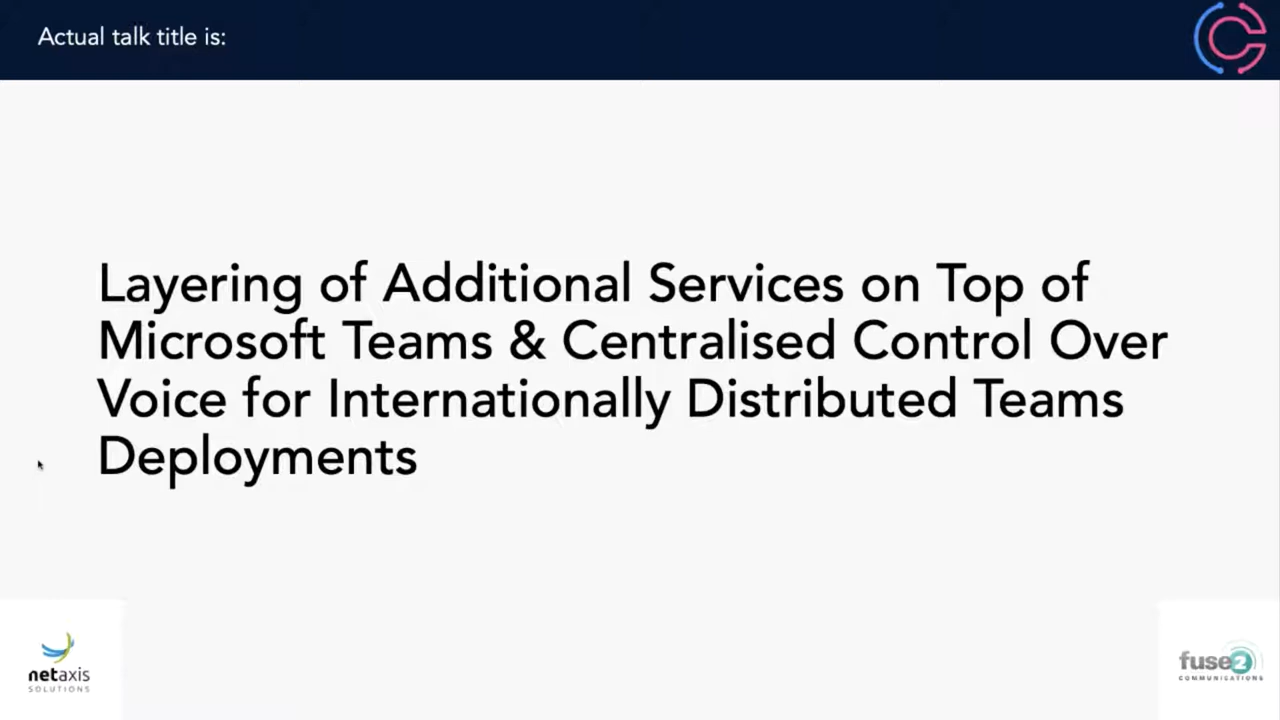 Actual talk title is:
Layering of Additional Services on Top of
Microsoft Teams & Centralised Control Over
Voice for Internationally Distributed Teams
Deployments
netaxis
SOLUTIONS
fuse2
COMMUNICATIONS